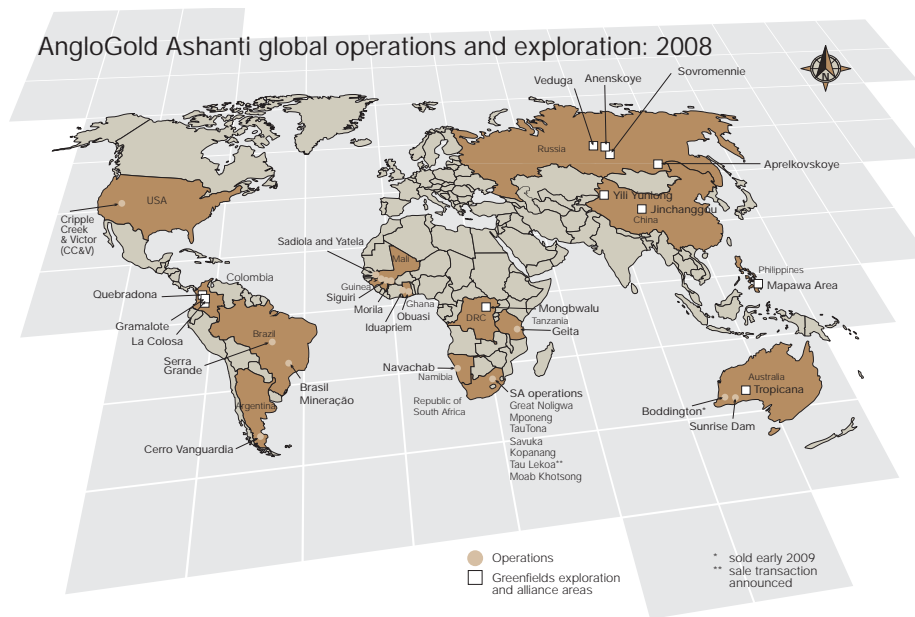 AngloGold Ashanti global operations and exploration: 2008
N
Veduga
Anenskoye
Sovromennie
Russia
Aprelkovskoye
USA
Cripple
Creek
& Victor
(CC&V)
Yili Yunlong
Jinchanggou
China
Sadiola and Yatela
Mali
Colombia
Philippines
Mapawa Area
Quebradona
Guinea
Siguiri
Morila
Ghana
Obuasi
Iduapriem
DRC
Mongbwalu
Tanzania
Geita
Gramalote
La Colosa
Brazil
Serra
Grande
Brasil
Mineração
Navachab
Namibia
Argentina
Republic of
South Africa
SA operations
Great Noligwa
Mponeng
TauTona
Savuka
Kopanang
Tau Lekoa**
Moab Khotsong
Australia
Tropicana
Boddington*
Sunrise Dam
Cerro Vanguardia
Operations
Greenfields exploration
and alliance areas
* sold early 2009
** sale transaction
announced